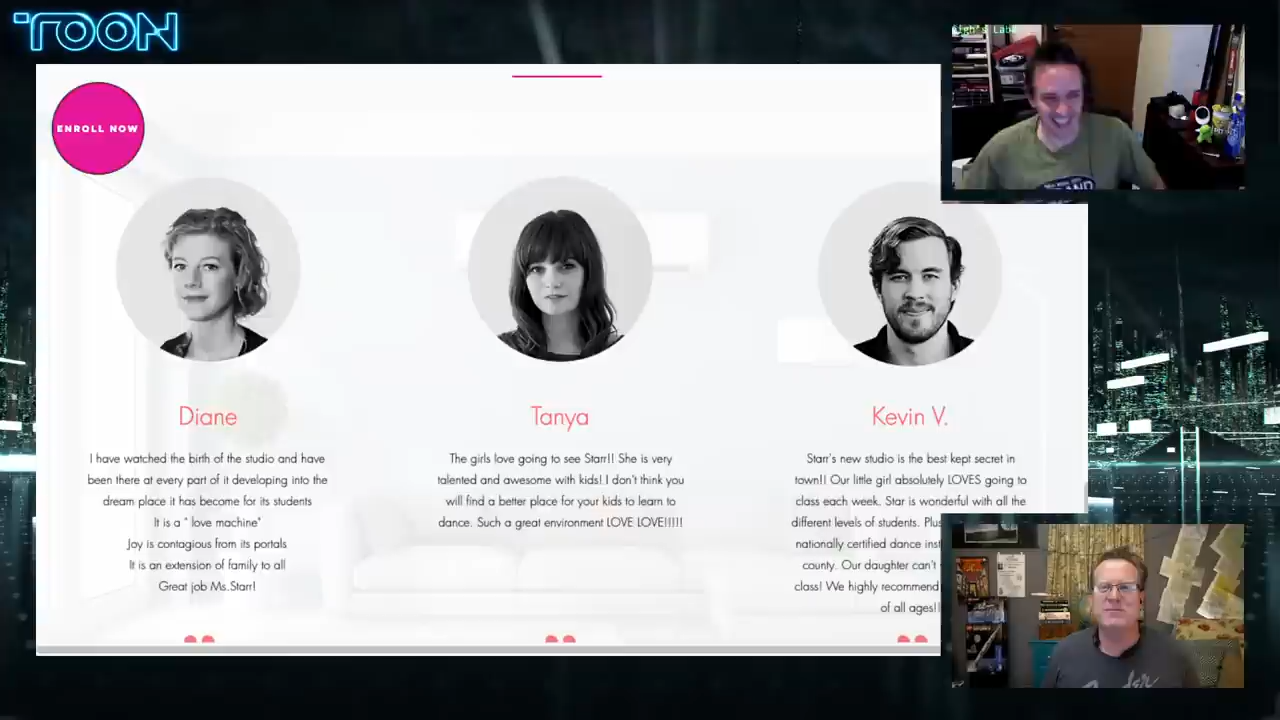 TOON
ENROLL NOW
Diane
I have watched the birth of the studio and have
been there at every part of it developing into the
dream place it has become for its students
It is a " love machine"
Joy is contagious from its portals
It is an extension of family to all
Great job Ms.Starr!
Tanya
The girls love going to see Starr!! She is very
talented and awesome with kids! I don't think you
will find a better place for your kids to learn to
dance. Such a great environment LOVE LOVE!!!!!
Kevin V.
Starr's new studio is the best kept secret in
town!! Our little girl absolutely LOVES going to
class each week. Star is wonderful with all the
different levels of students. Plus
nationally certified dance inst
county. Our daughter can't
class! We highly recommend
of all ages!!